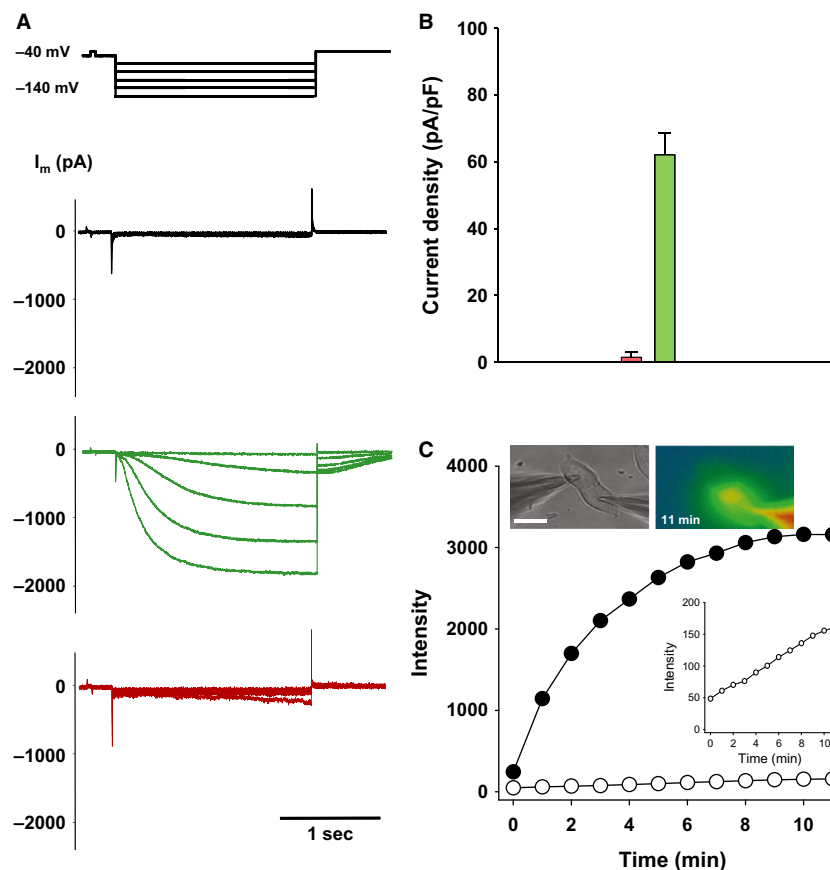 A
–40 mV
–140 mV
I_m (pA)
0
–1000
–2000
0
–1000
–2000
0
–1000
–2000
1 sec
B
Current density (pA/pF)
100
80
60
40
20
0
C
11 min
Intensity
4000
3000
2000
1000
0
0 2 4 6 8 10
Time (min)
Intensity
200
150
100
50
0
0 2 4 6 8 10
Time (min)